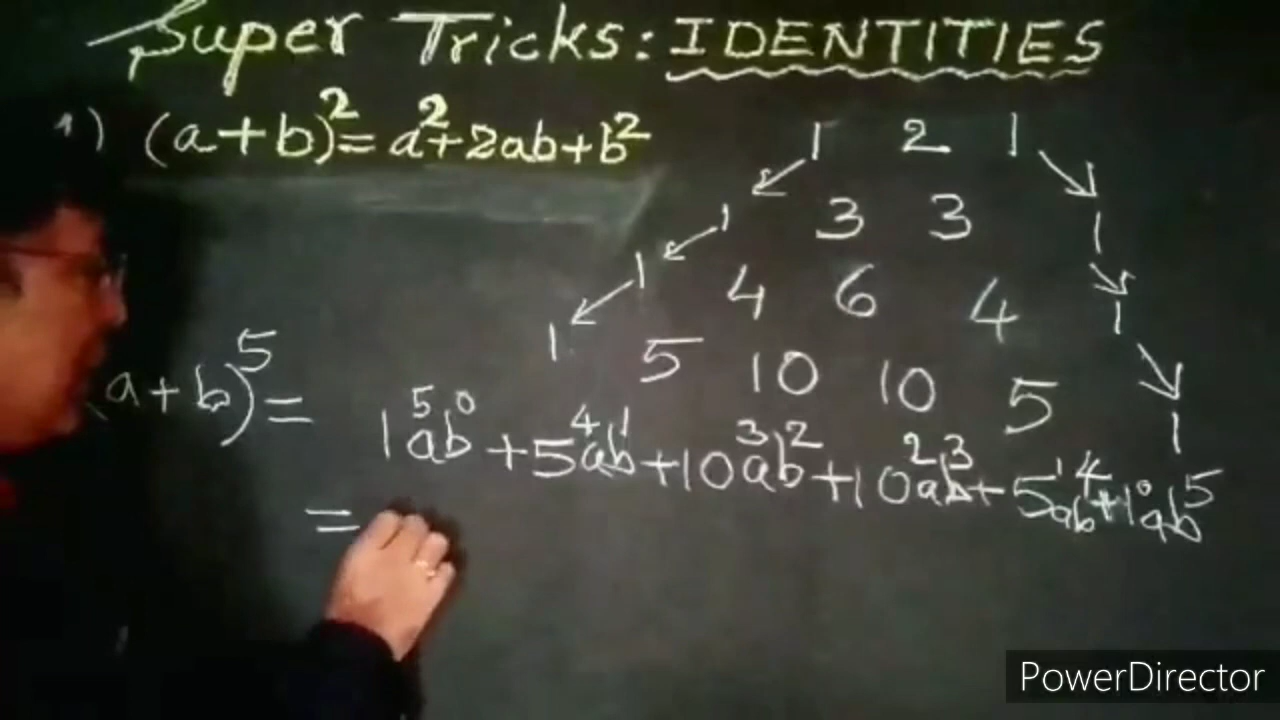 Super Tricks: IDENTITIES
1) (a+b)²= a²+2ab+b²
1 2 1
1 3 3 1
1 4 6 4 1
1 5 10 10 5 1
(a+b)⁵= 1a⁵b⁰+5a⁴b¹+10a³b²+10a²b³+5a¹b⁴+1a⁰b⁵
=
PowerDirector